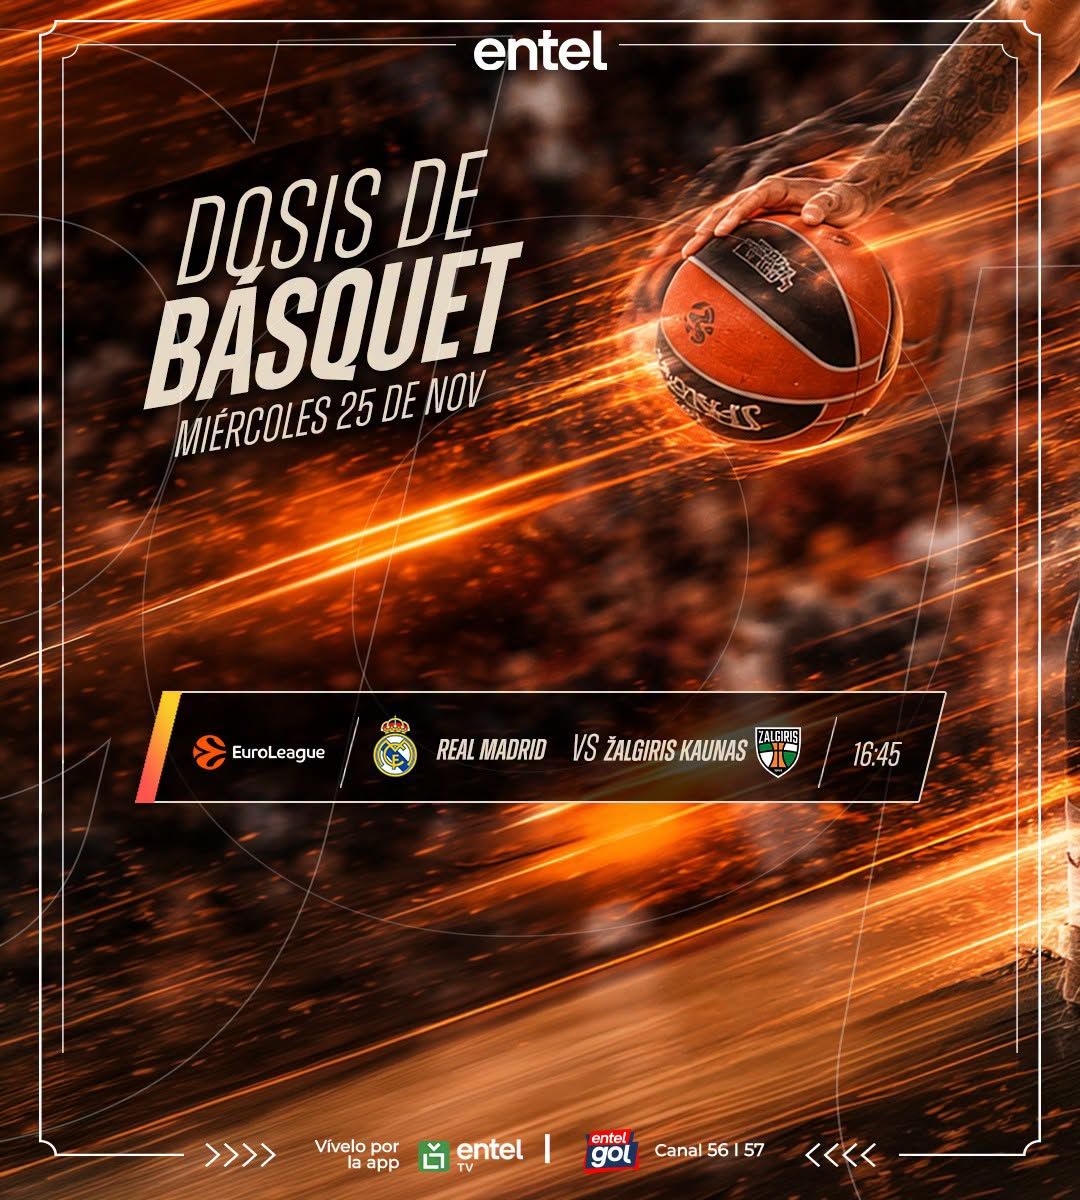 entel
DOSIS DE
BÁSQUET
MIÉRCOLES 25 DE NOV
EuroLeague
REAL MADRID VS ŽALGIRIS KAUNAS
ZALGIRIS
16:45
Vívelo por
la app
entel
TV
entel
gol
Canal 56 | 57